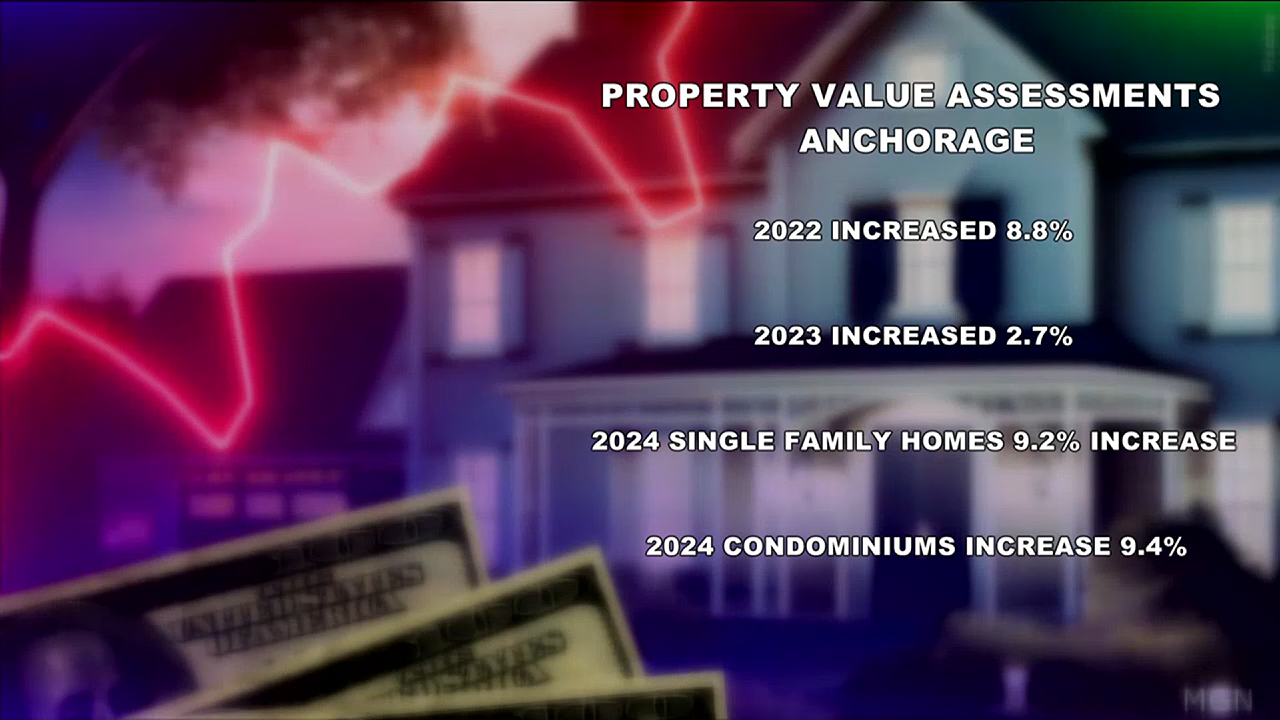 PROPERTY VALUE ASSESSMENTS
ANCHORAGE
2022 INCREASED 8.8%
2023 INCREASED 2.7%
2024 SINGLE FAMILY HOMES 9.2% INCREASE
2024 CONDOMINIUMS INCREASE 9.4%